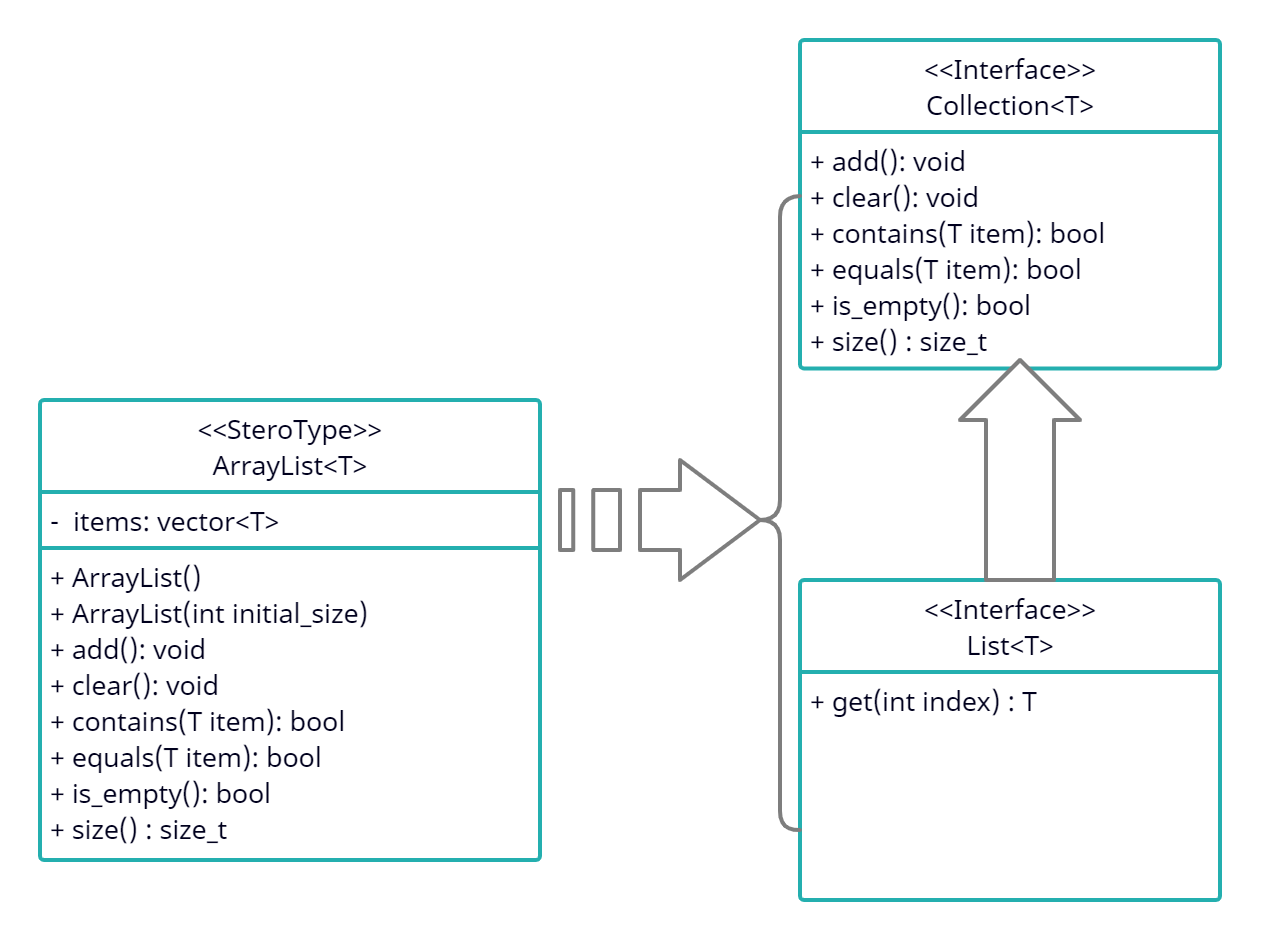 <<Interface>>
Collection<T>
+ add(): void
+ clear(): void
+ contains(T item): bool
+ equals(T item): bool
+ is_empty(): bool
+ size() : size_t
<<SteroType>>
ArrayList<T>
- items: vector<T>
+ ArrayList()
+ ArrayList(int initial_size)
+ add(): void
+ clear(): void
+ contains(T item): bool
+ equals(T item): bool
+ is_empty(): bool
+ size() : size_t
<<Interface>>
List<T>
+ get(int index) : T